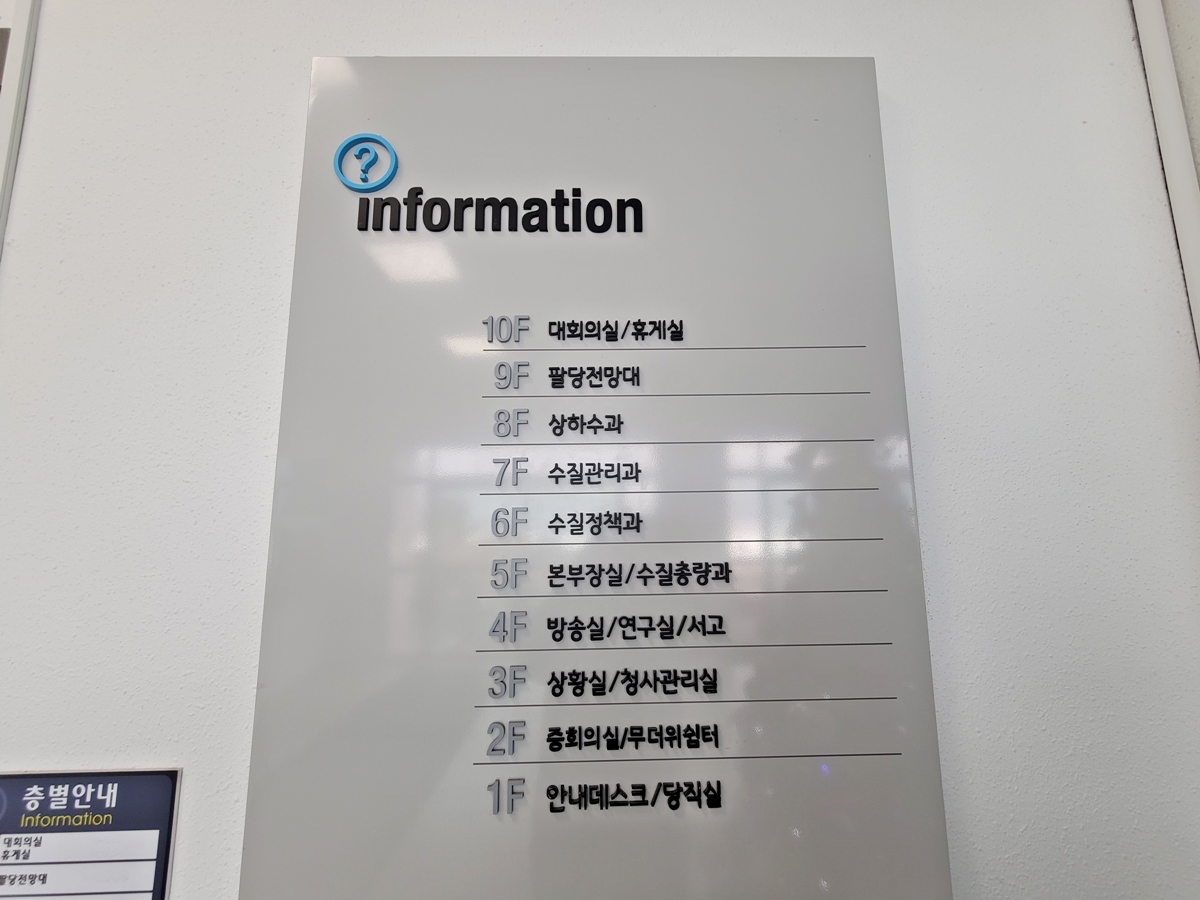 ?
information
10F 대회의실/휴게실
9F 팔당전망대
8F 상하수과
7F 수질관리과
6F 수질정책과
5F 본부장실/수질총량과
4F 방송실/연구실/서고
3F 상황실/청사관리실
2F 중회의실/무더위쉼터
1F 안내데스크/당직실
층별안내
Information
대회의실
휴게실
팔당전망대